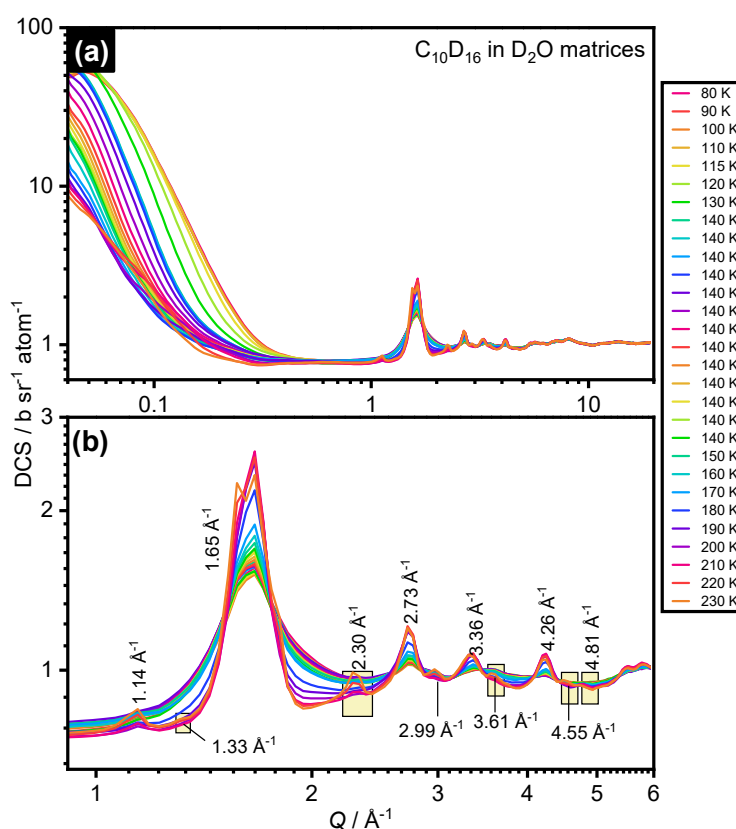 (a)
C₁₀D₁₆ in D₂O matrices
100
10
1
0.1
1
10
DCS / b sr⁻¹ atom⁻¹
(b)
3
2
1
1.14 Å⁻¹
1.33 Å⁻¹
1.65 Å⁻¹
2.30 Å⁻¹
2.73 Å⁻¹
2.99 Å⁻¹
3.36 Å⁻¹
3.61 Å⁻¹
4.26 Å⁻¹
4.55 Å⁻¹
4.81 Å⁻¹
1
2
3
4
5
6
Q / Å⁻¹
80 K
90 K
100 K
110 K
115 K
120 K
130 K
140 K
140 K
140 K
140 K
140 K
140 K
140 K
140 K
140 K
140 K
140 K
140 K
140 K
150 K
160 K
170 K
180 K
190 K
200 K
210 K
220 K
230 K